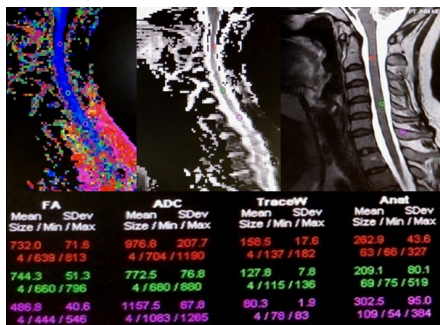 FA ADC TraceW Anat
Mean SDev Mean SDev Mean SDev Mean SDev
Size / Min / Max Size / Min / Max Size / Min / Max Size / Min / Max
732.0 71.6 976.8 207.7 158.5 17.6 262.9 43.6
4 / 639 / 813 4 / 704 / 1190 4 / 137 / 182 63 / 66 / 327
744.3 51.3 772.5 76.8 127.8 7.8 209.1 80.1
4 / 660 / 796 4 / 680 / 880 4 / 115 / 136 69 / 75 / 519
486.8 40.6 1157.5 67.8 80.3 1.9 302.5 95.0
4 / 444 / 546 4 / 1083 / 1265 4 / 78 / 83 109 / 54 / 384